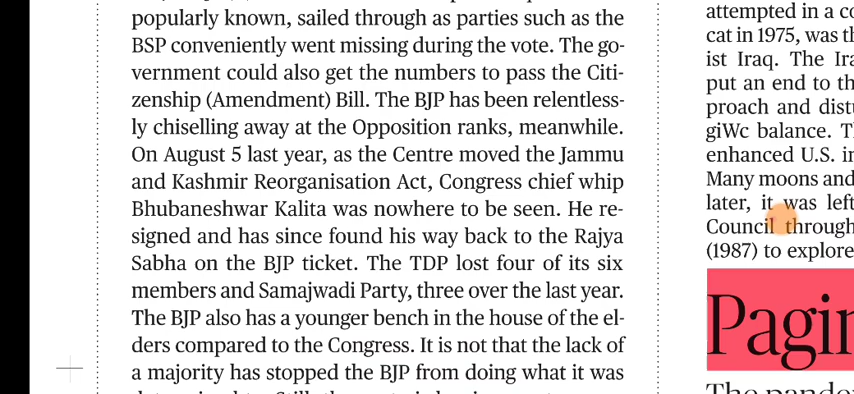 popularly known, sailed through as parties such as the
BSP conveniently went missing during the vote. The go-
vernment could also get the numbers to pass the Citi-
zenship (Amendment) Bill. The BJP has been relentless-
ly chiselling away at the Opposition ranks, meanwhile.
On August 5 last year, as the Centre moved the Jammu
and Kashmir Reorganisation Act, Congress chief whip
Bhubaneshwar Kalita was nowhere to be seen. He re-
signed and has since found his way back to the Rajya
Sabha on the BJP ticket. The TDP lost four of its six
members and Samajwadi Party, three over the last year.
The BJP also has a younger bench in the house of the el-
ders compared to the Congress. It is not that the lack of
a majority has stopped the BJP from doing what it was
attempted in a
cat in 1975, was
ist Iraq. The
put an end to
proach and
giWc balance.
enhanced U.S.
Many moons and
later, it was left
Council through
(1987) to explore
The